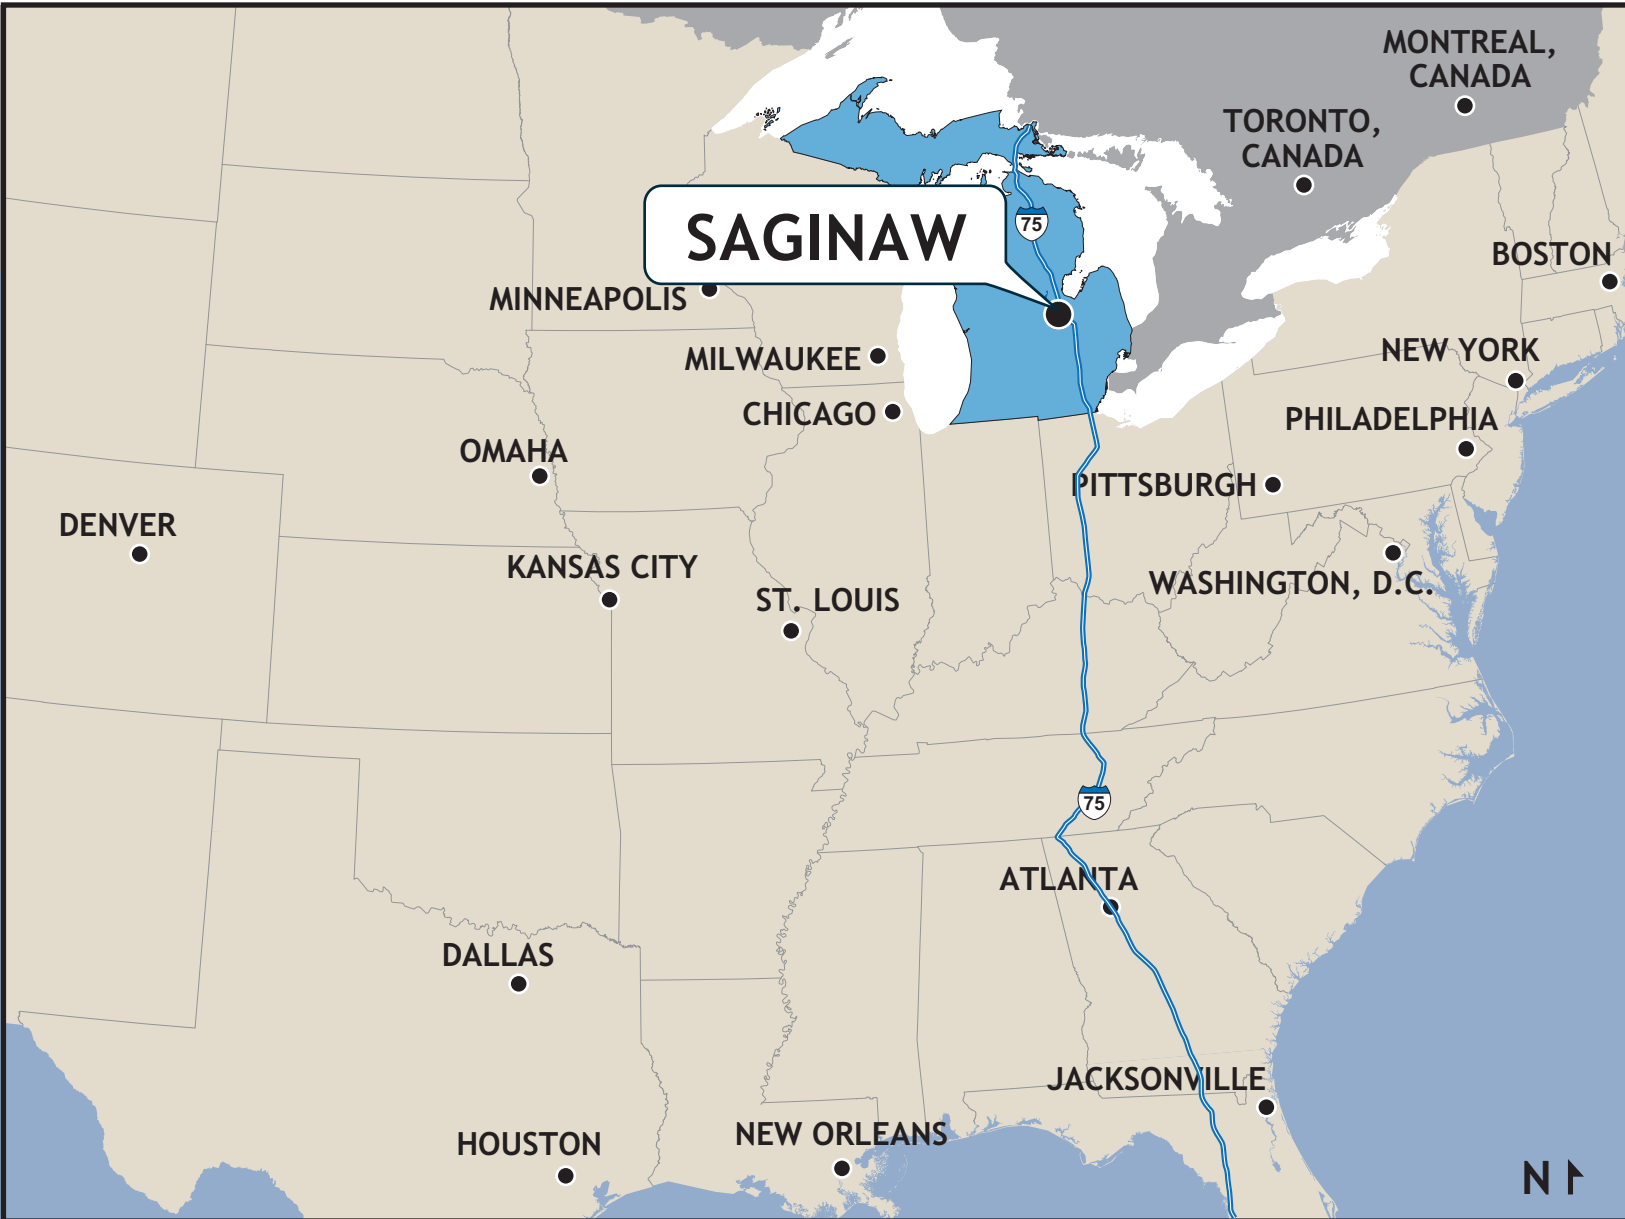 MONTREAL,
CANADA
TORONTO,
CANADA
75
SAGINAW
BOSTON
MINNEAPOLIS
MILWAUKEE
NEW YORK
CHICAGO
PHILADELPHIA
OMAHA
PITTSBURGH
DENVER
KANSAS CITY
WASHINGTON, D.C.
ST. LOUIS
75
ATLANTA
DALLAS
JACKSONVILLE
NEW ORLEANS
HOUSTON
N